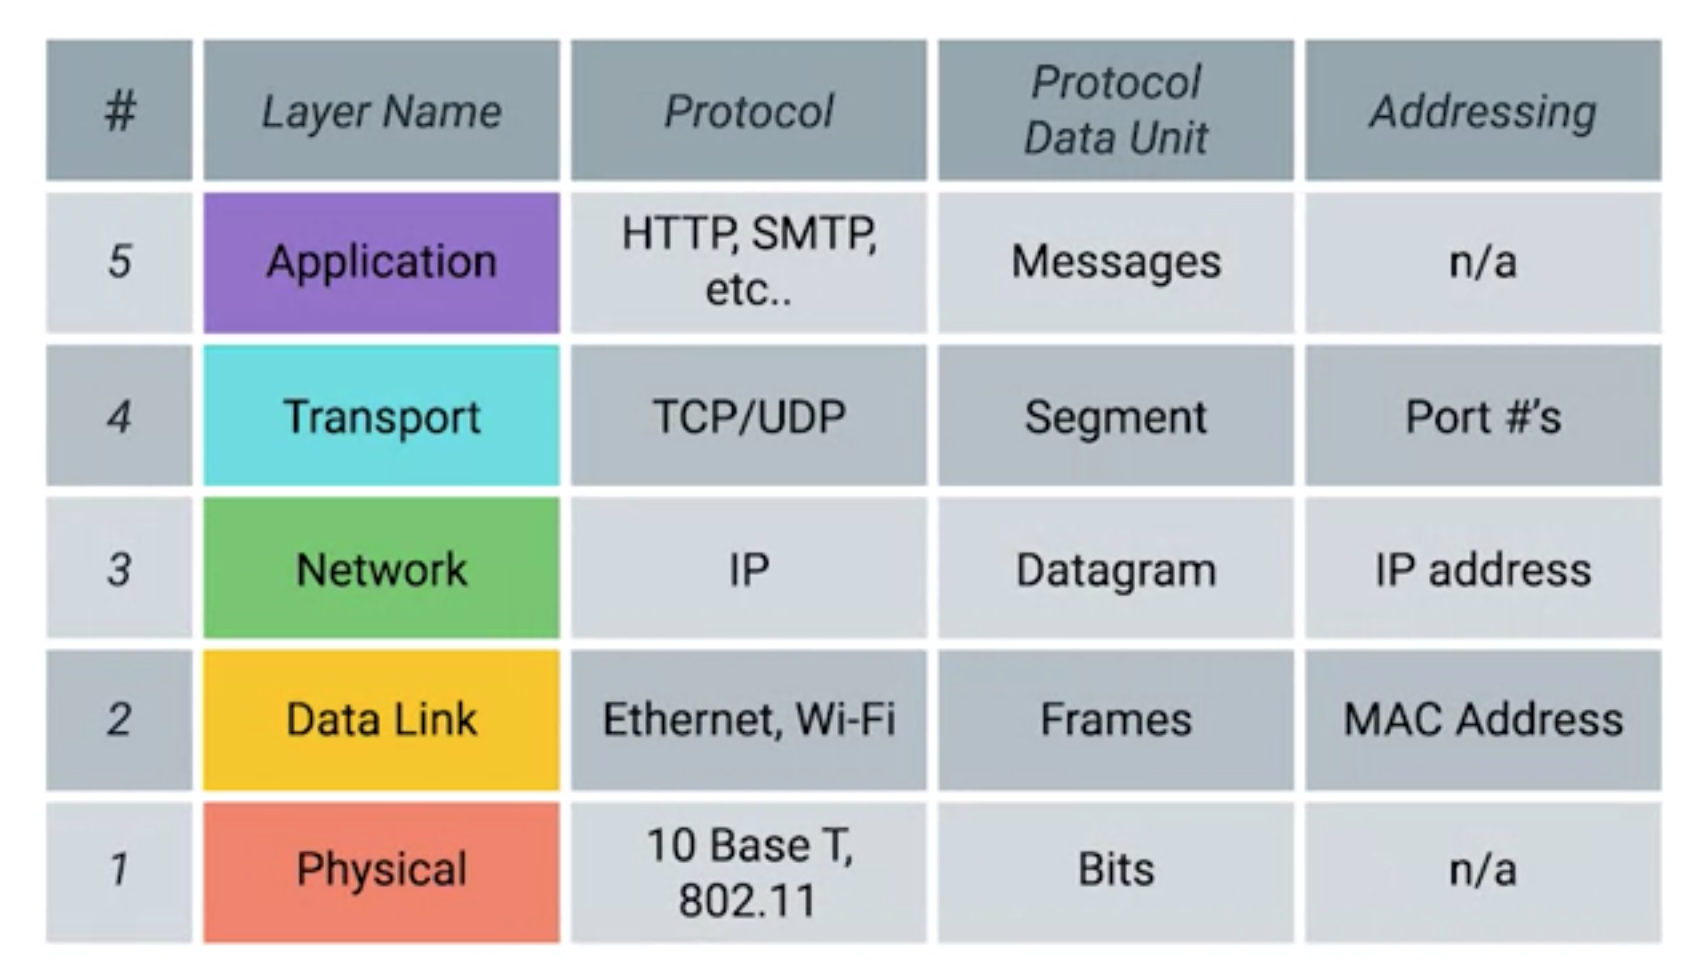 # Layer Name Protocol Protocol Data Unit Addressing
5 Application HTTP, SMTP, etc.. Messages n/a
4 Transport TCP/UDP Segment Port #'s
3 Network IP Datagram IP address
2 Data Link Ethernet, Wi-Fi Frames MAC Address
1 Physical 10 Base T, 802.11 Bits n/a